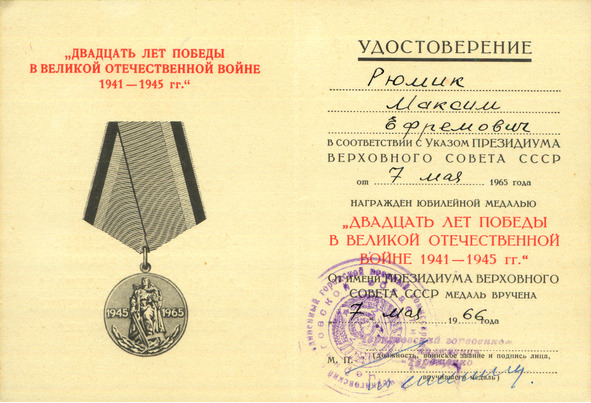 „ДВАДЦАТЬ ЛЕТ ПОБЕДЫ
В ВЕЛИКОЙ ОТЕЧЕСТВЕННОЙ ВОЙНЕ
1941—1945 гг.“
1945 1965
УДОСТОВЕРЕНИЕ
Рюмик
Максим
Ефремович
В СООТВЕТСТВИИ С УКАЗОМ ПРЕЗИДИУМА
ВЕРХОВНОГО СОВЕТА СССР
от 7 мая 1965 года
НАГРАЖДЕН ЮБИЛЕЙНОЙ МЕДАЛЬЮ
„ДВАДЦАТЬ ЛЕТ ПОБЕДЫ
В ВЕЛИКОЙ ОТЕЧЕСТВЕННОЙ
ВОЙНЕ 1941—1945 гг.“
ОТ ИМЕНИ ПРЕЗИДИУМА ВЕРХОВНОГО
СОВЕТА СССР МЕДАЛЬ ВРУЧЕНА
7 мая 1966 года
М. П. (должность, воинское звание и подпись лица,
вручившего медаль)